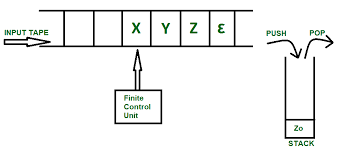 INPUT TAPE
X Y Z ε
Finite
Control
Unit
PUSH
POP
Zo
STACK